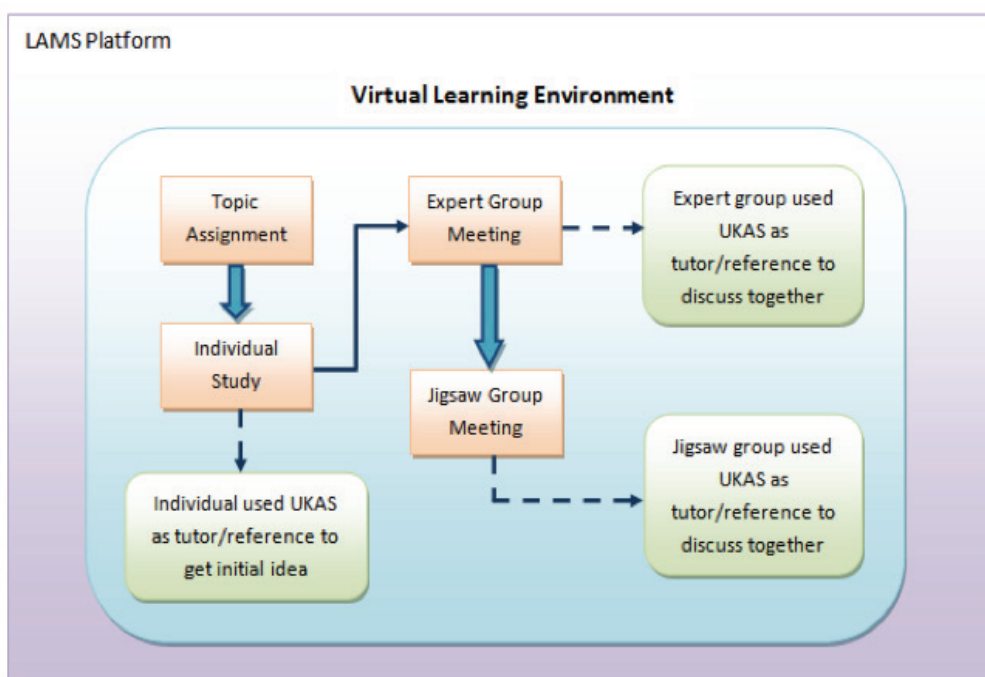 LAMS Platform
Virtual Learning Environment
Topic
Assignment
Individual
Study
Individual used UKAS
as tutor/reference to
get initial idea
Expert Group
Meeting
Jigsaw Group
Meeting
Expert group used
UKAS as
tutor/reference to
discuss together
Jigsaw group used
UKAS as
tutor/reference to
discuss together